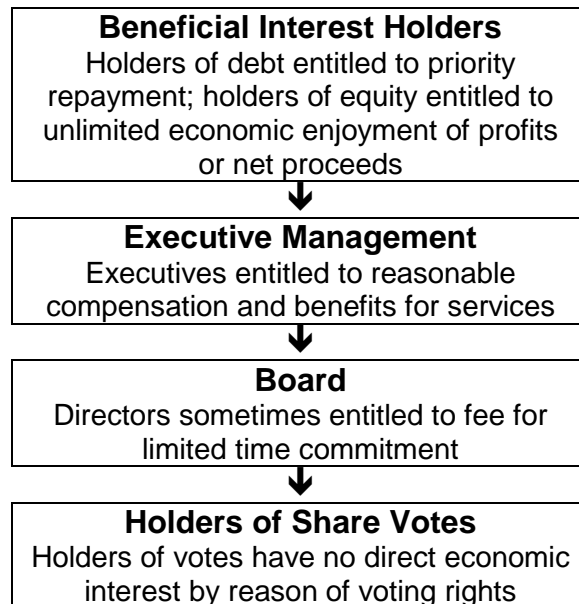 Beneficial Interest Holders
Holders of debt entitled to priority
repayment; holders of equity entitled to
unlimited economic enjoyment of profits
or net proceeds
Executive Management
Executives entitled to reasonable
compensation and benefits for services
Board
Directors sometimes entitled to fee for
limited time commitment
Holders of Share Votes
Holders of votes have no direct economic
interest by reason of voting rights